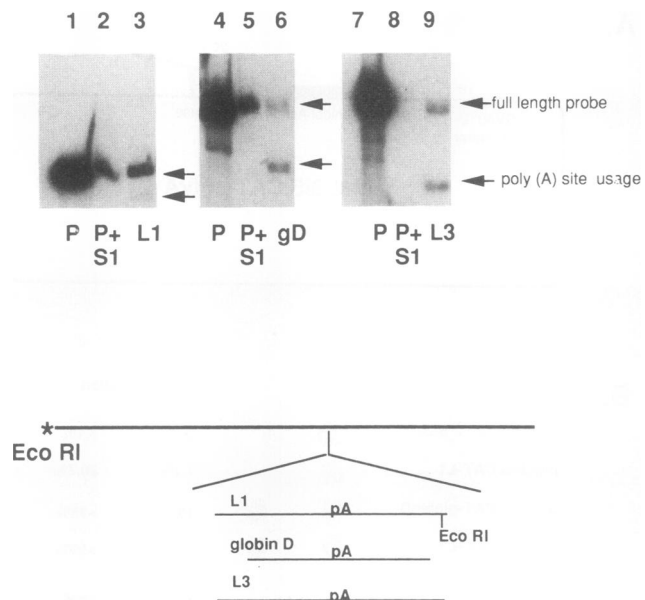 1 2 3 4 5 6 7 8 9
full length probe
poly (A) site usage
P P+ L1 P P+ gD P P+ L3
S1 S1 S1
*
Eco RI
L1 pA
Eco RI
globin D pA
L3 pA